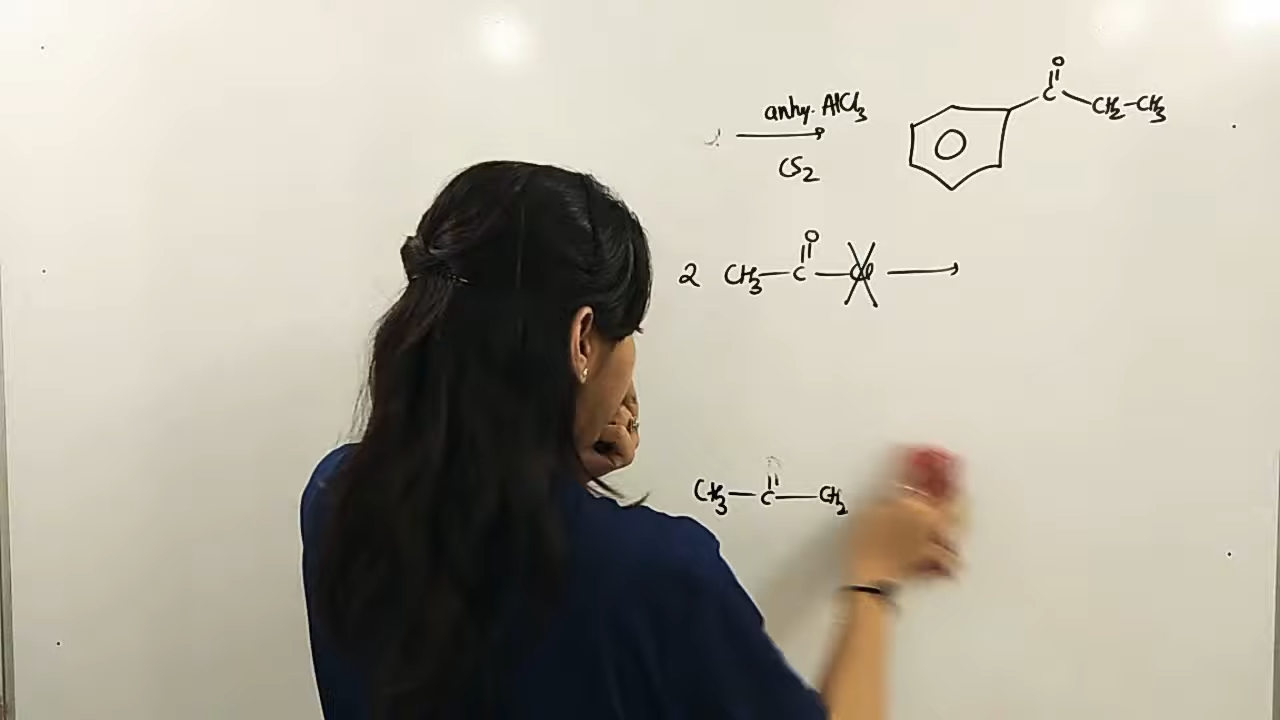 O
anhy. AlCl3
C
CH2-CH3
CS2
O
2 CH3-C-Cl
CH3-C-CH2